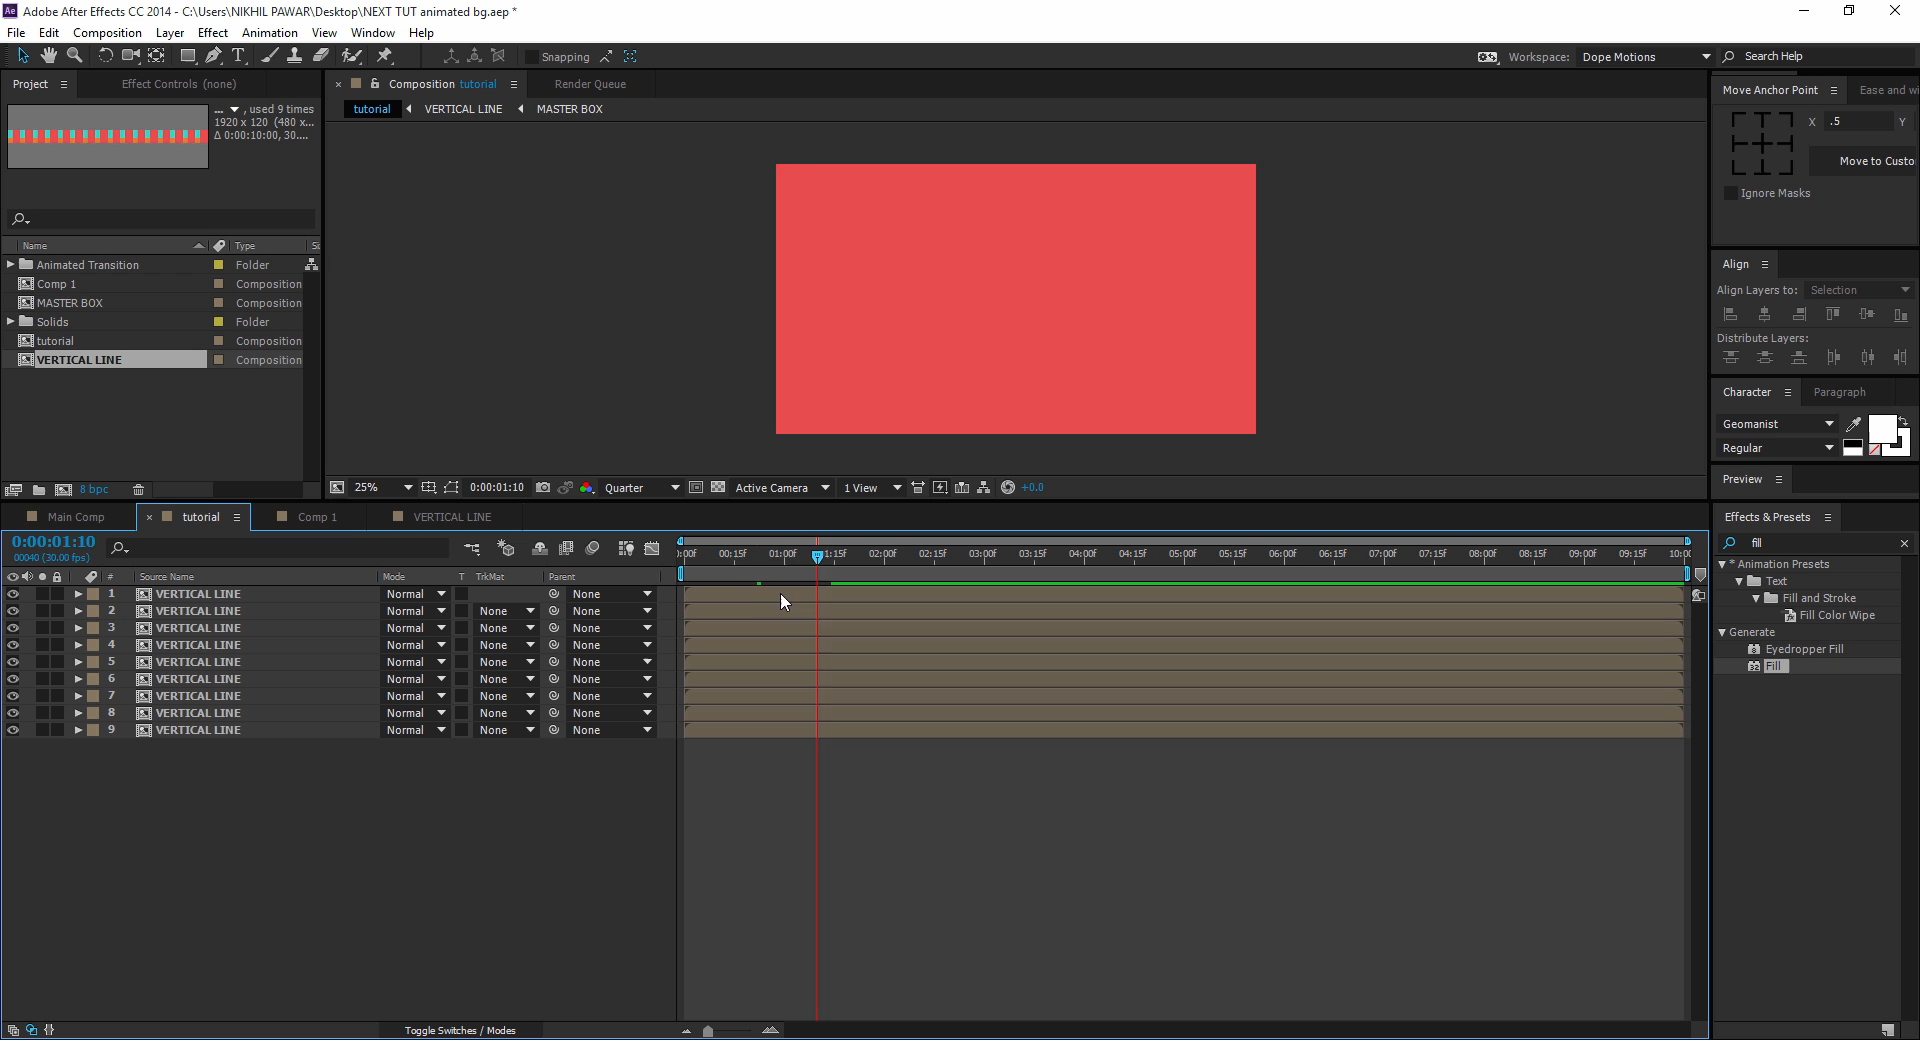 Adobe After Effects CC 2014 - C:\Users\NIKHIL PAWAR\Desktop\NEXT TUT animated bg.aep *
File Edit Composition Layer Effect Animation View Window Help
Snapping
Workspace: Dope Motions Search Help
Project Effect Controls (none)
... , used 9 times
1920 x 120 (480 x...
Δ 0:00:10:00, 30....
Name Type
Animated Transition Folder
Comp 1 Composition
MASTER BOX Composition
Solids Folder
tutorial Composition
VERTICAL LINE Composition
8 bpc
Composition tutorial Render Queue
tutorial VERTICAL LINE MASTER BOX
25% 0:00:01:10 Quarter Active Camera 1 View +0.0
Move Anchor Point Ease and wi
X .5 Y
Move to Custo
Ignore Masks
Align
Align Layers to: Selection
Distribute Layers:
Character Paragraph
Geomanist
Regular
Preview
Effects & Presets
fill
* Animation Presets
Text
Fill and Stroke
Fill Color Wipe
Generate
Eyedropper Fill
Fill
Main Comp tutorial Comp 1 VERTICAL LINE
0:00:01:10
00040 (30.00 fps)
:00f 00:15f 01:00f 1:15f 02:00f 02:15f 03:00f 03:15f 04:00f 04:15f 05:00f 05:15f 06:00f 06:15f 07:00f 07:15f 08:00f 08:15f 09:00f 09:15f 10:00
# Source Name Mode T TrkMat Parent
1 VERTICAL LINE Normal None
2 VERTICAL LINE Normal None None
3 VERTICAL LINE Normal None None
4 VERTICAL LINE Normal None None
5 VERTICAL LINE Normal None None
6 VERTICAL LINE Normal None None
7 VERTICAL LINE Normal None None
8 VERTICAL LINE Normal None None
9 VERTICAL LINE Normal None None
Toggle Switches / Modes